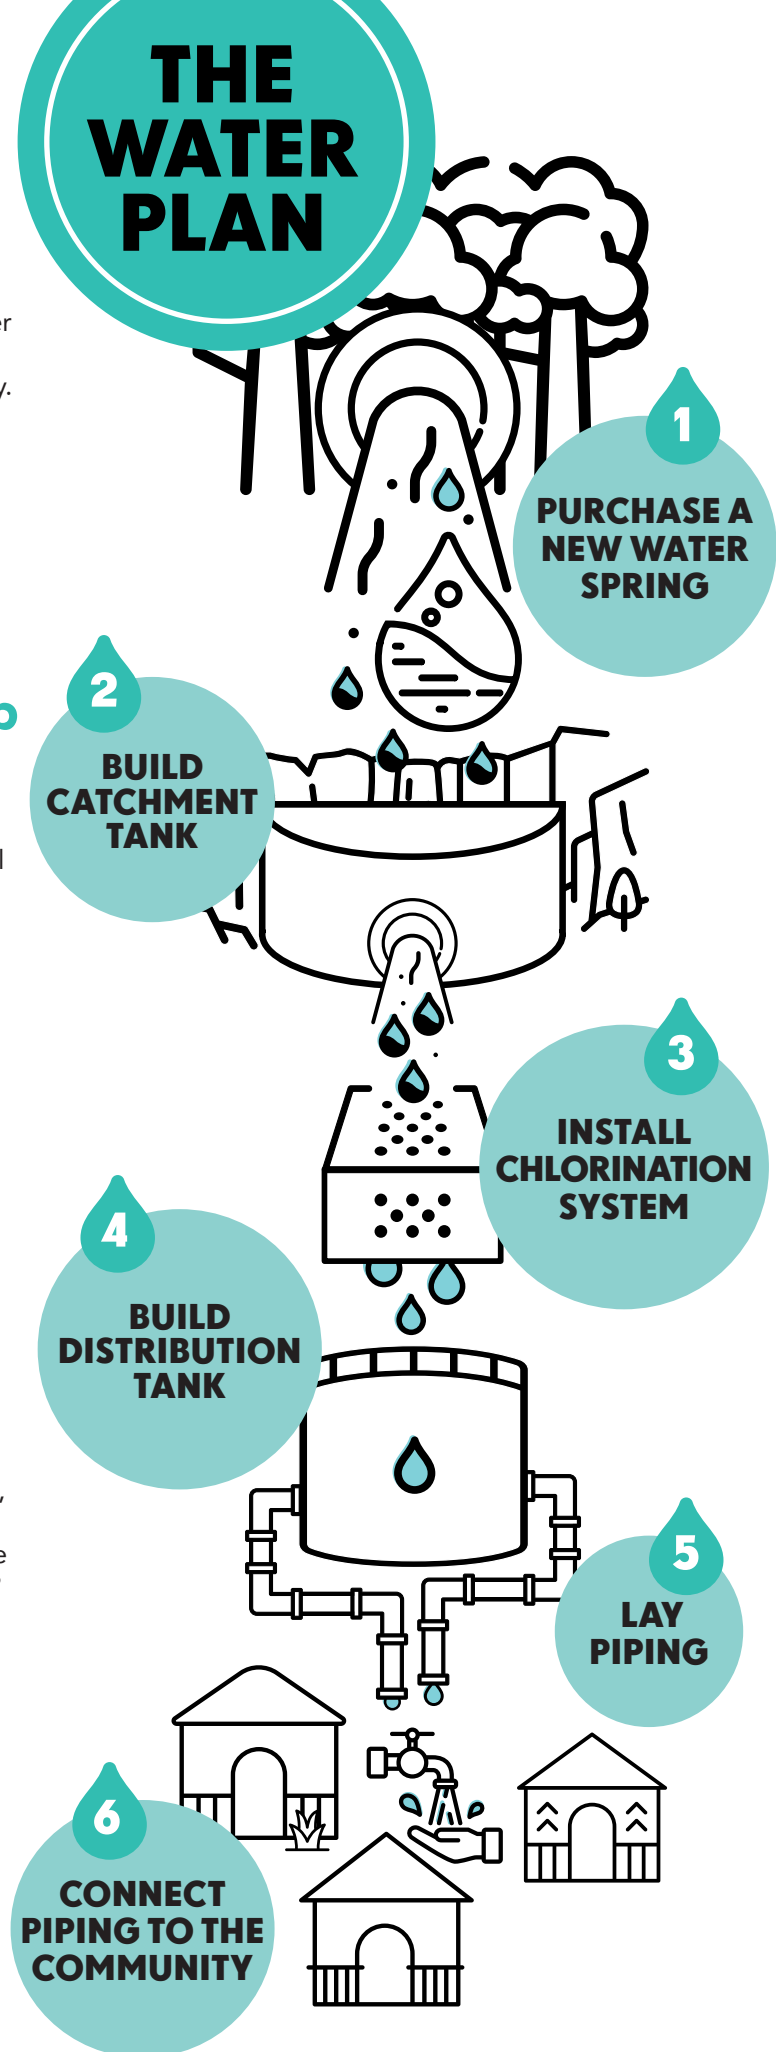 THE
WATER
PLAN
er
y.
1
PURCHASE A
NEW WATER
SPRING
2
BUILD
CATCHMENT
TANK
3
INSTALL
CHLORINATION
SYSTEM
4
BUILD
DISTRIBUTION
TANK
5
LAY
PIPING
e
6
CONNECT
PIPING TO THE
COMMUNITY